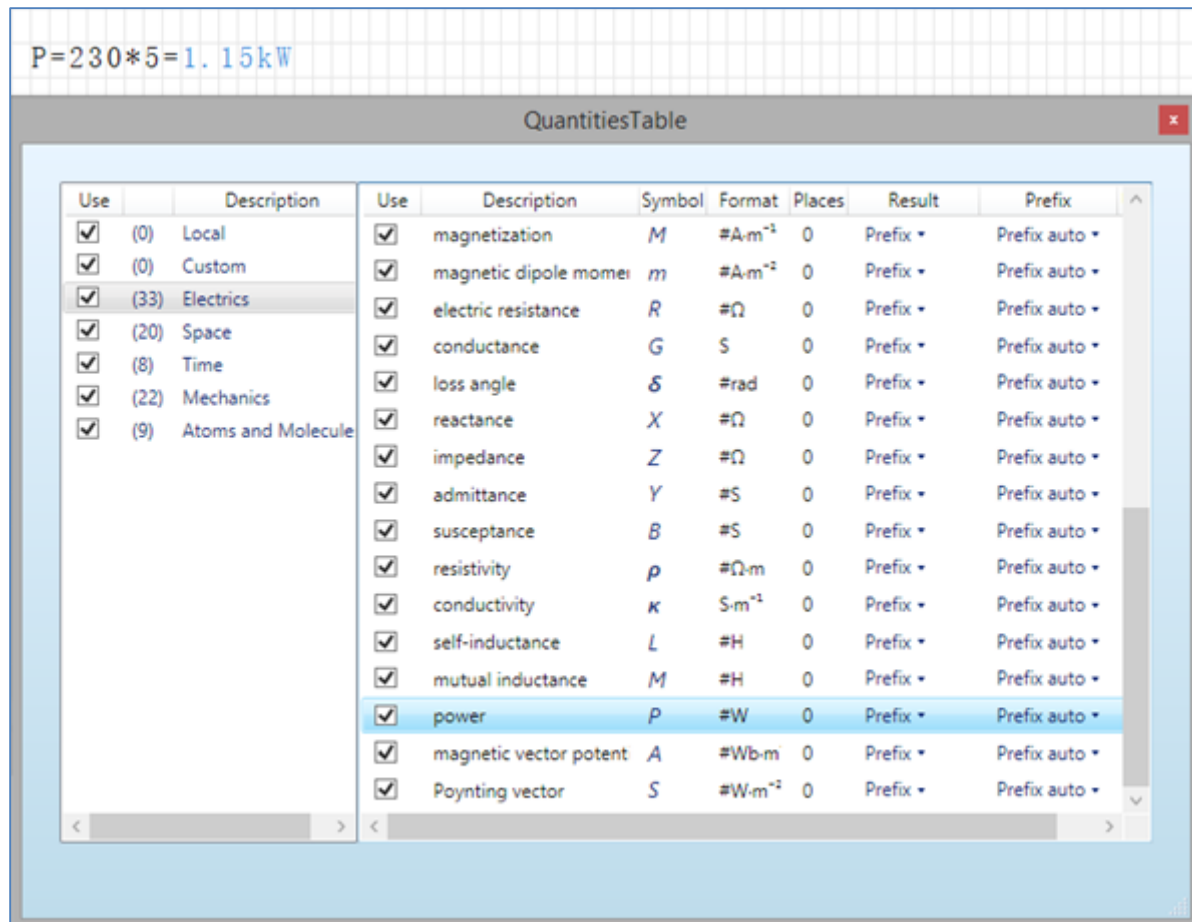 P=230*5=1.15kW
QuantitiesTable
x
Use Description
(0) Local
(0) Custom
(33) Electrics
(20) Space
(8) Time
(22) Mechanics
(9) Atoms and Molecule
Use Description Symbol Format Places Result Prefix
magnetization M #A·m⁻¹ 0 Prefix Prefix auto
magnetic dipole momer m #A·m⁻² 0 Prefix Prefix auto
electric resistance R #Ω 0 Prefix Prefix auto
conductance G S 0 Prefix Prefix auto
loss angle δ #rad 0 Prefix Prefix auto
reactance X #Ω 0 Prefix Prefix auto
impedance Z #Ω 0 Prefix Prefix auto
admittance Y #S 0 Prefix Prefix auto
susceptance B #S 0 Prefix Prefix auto
resistivity ρ #Ω·m 0 Prefix Prefix auto
conductivity κ S·m⁻¹ 0 Prefix Prefix auto
self-inductance L #H 0 Prefix Prefix auto
mutual inductance M #H 0 Prefix Prefix auto
power P #W 0 Prefix Prefix auto
magnetic vector potent A #Wb·m 0 Prefix Prefix auto
Poynting vector S #W·m⁻² 0 Prefix Prefix auto